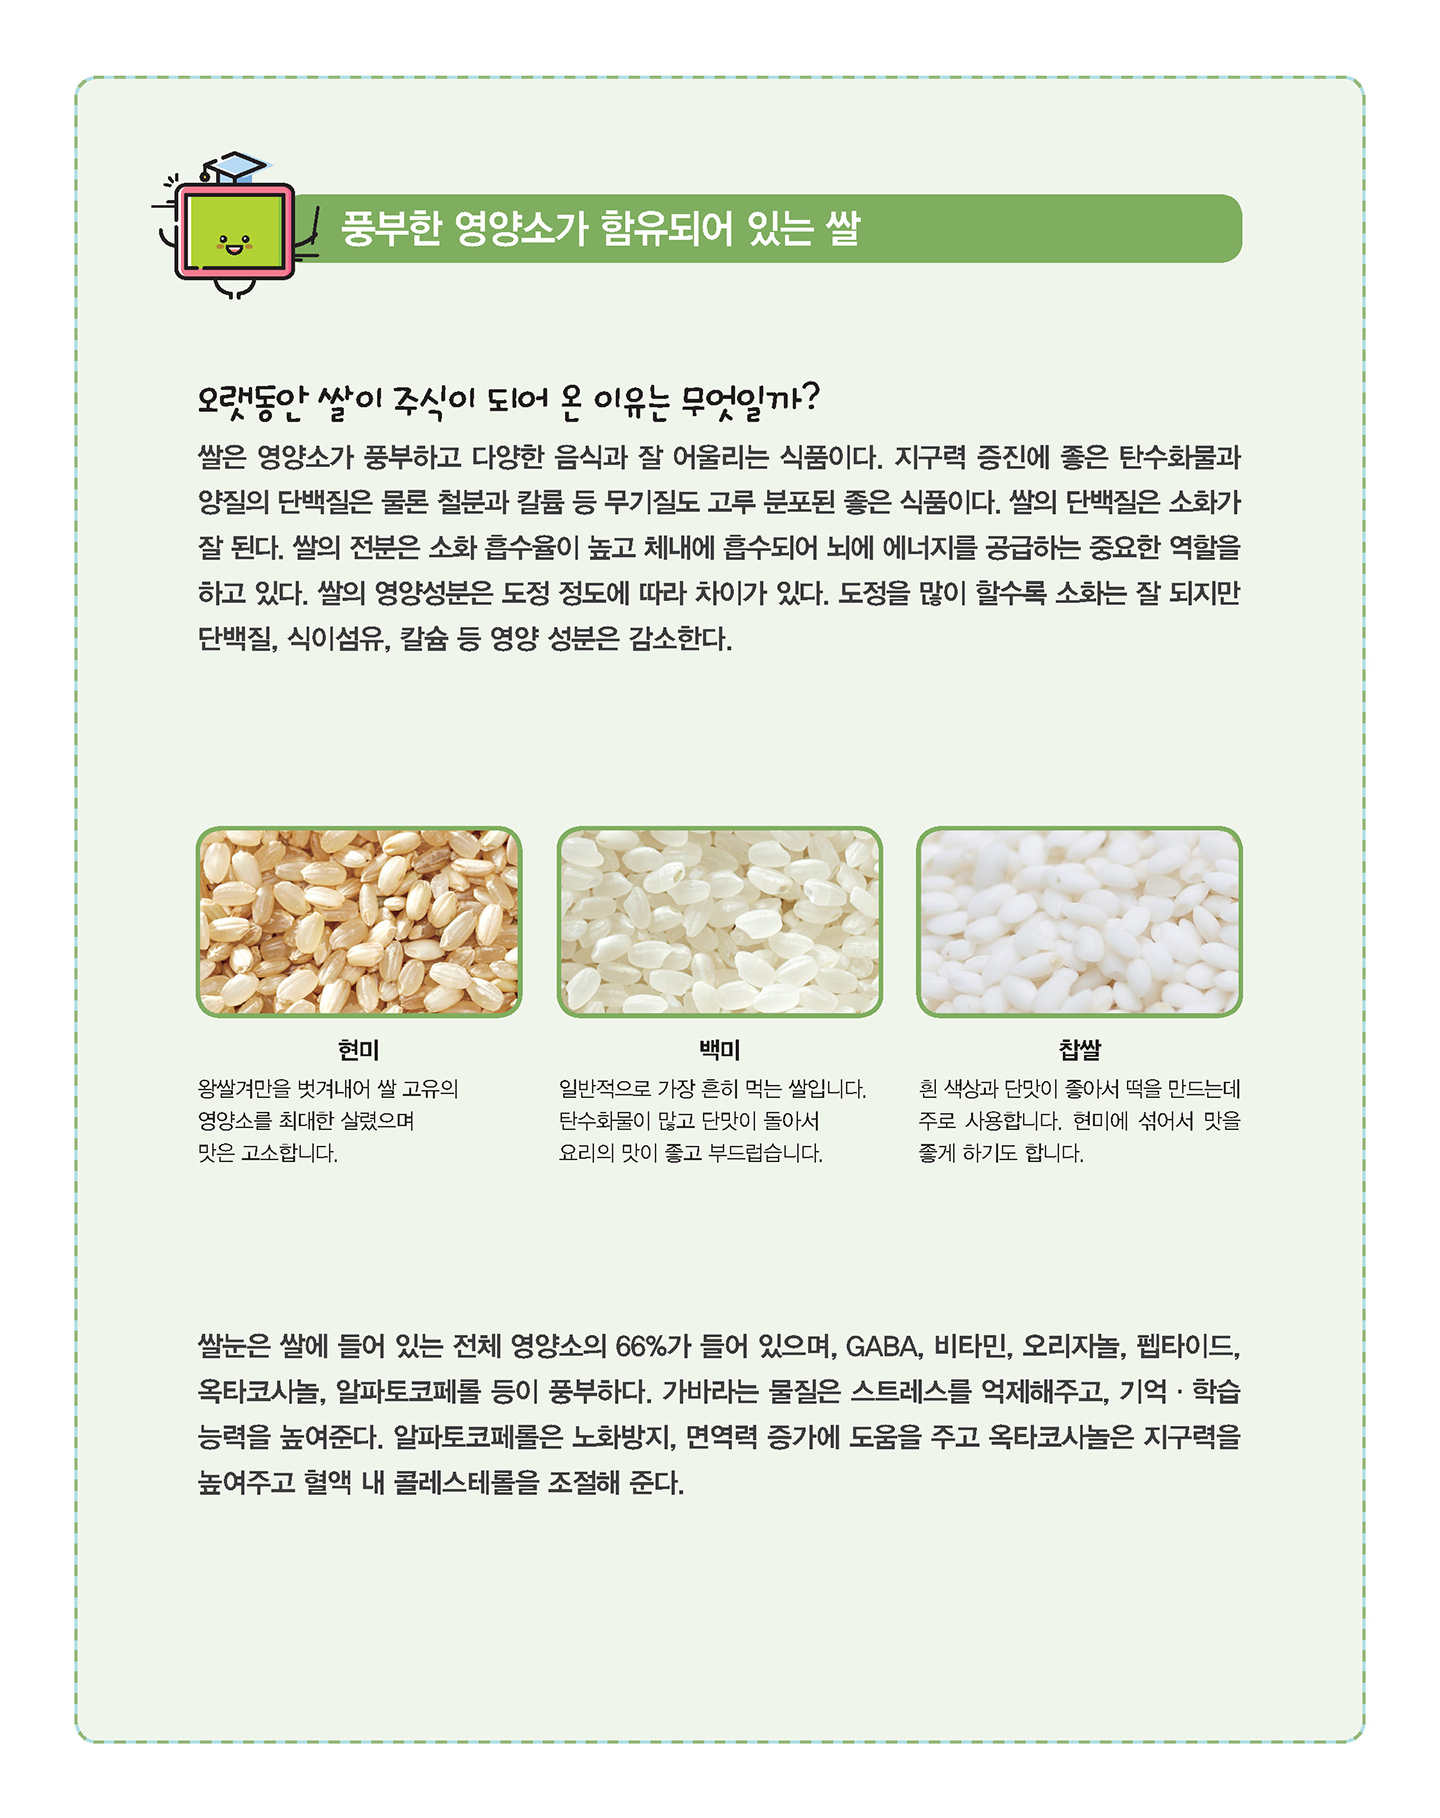 풍부한 영양소가 함유되어 있는 쌀
오랫동안 쌀이 주식이 되어 온 이유는 무엇일까?
쌀은 영양소가 풍부하고 다양한 음식과 잘 어울리는 식품이다. 지구력 증진에 좋은 탄수화물과
양질의 단백질은 물론 철분과 칼륨 등 무기질도 고루 분포된 좋은 식품이다. 쌀의 단백질은 소화가
잘 된다. 쌀의 전분은 소화 흡수율이 높고 체내에 흡수되어 뇌에 에너지를 공급하는 중요한 역할을
하고 있다. 쌀의 영양성분은 도정 정도에 따라 차이가 있다. 도정을 많이 할수록 소화는 잘 되지만
단백질, 식이섬유, 칼슘 등 영양 성분은 감소한다.
현미
왕쌀겨만을 벗겨내어 쌀 고유의
영양소를 최대한 살렸으며
맛은 고소합니다.
백미
일반적으로 가장 흔히 먹는 쌀입니다.
탄수화물이 많고 단맛이 돌아서
요리의 맛이 좋고 부드럽습니다.
찹쌀
흰 색상과 단맛이 좋아서 떡을 만드는데
주로 사용합니다. 현미에 섞어서 맛을
좋게 하기도 합니다.
쌀눈은 쌀에 들어 있는 전체 영양소의 66%가 들어 있으며, GABA, 비타민, 오리자놀, 펩타이드,
옥타코사놀, 알파토코페롤 등이 풍부하다. 가바라는 물질은 스트레스를 억제해주고, 기억 · 학습
능력을 높여준다. 알파토코페롤은 노화방지, 면역력 증가에 도움을 주고 옥타코사놀은 지구력을
높여주고 혈액 내 콜레스테롤을 조절해 준다.